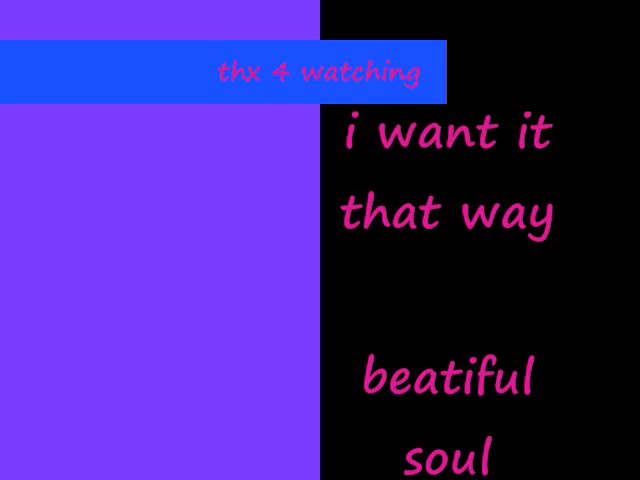 thx 4 watching
i want it
that way
beatiful
soul